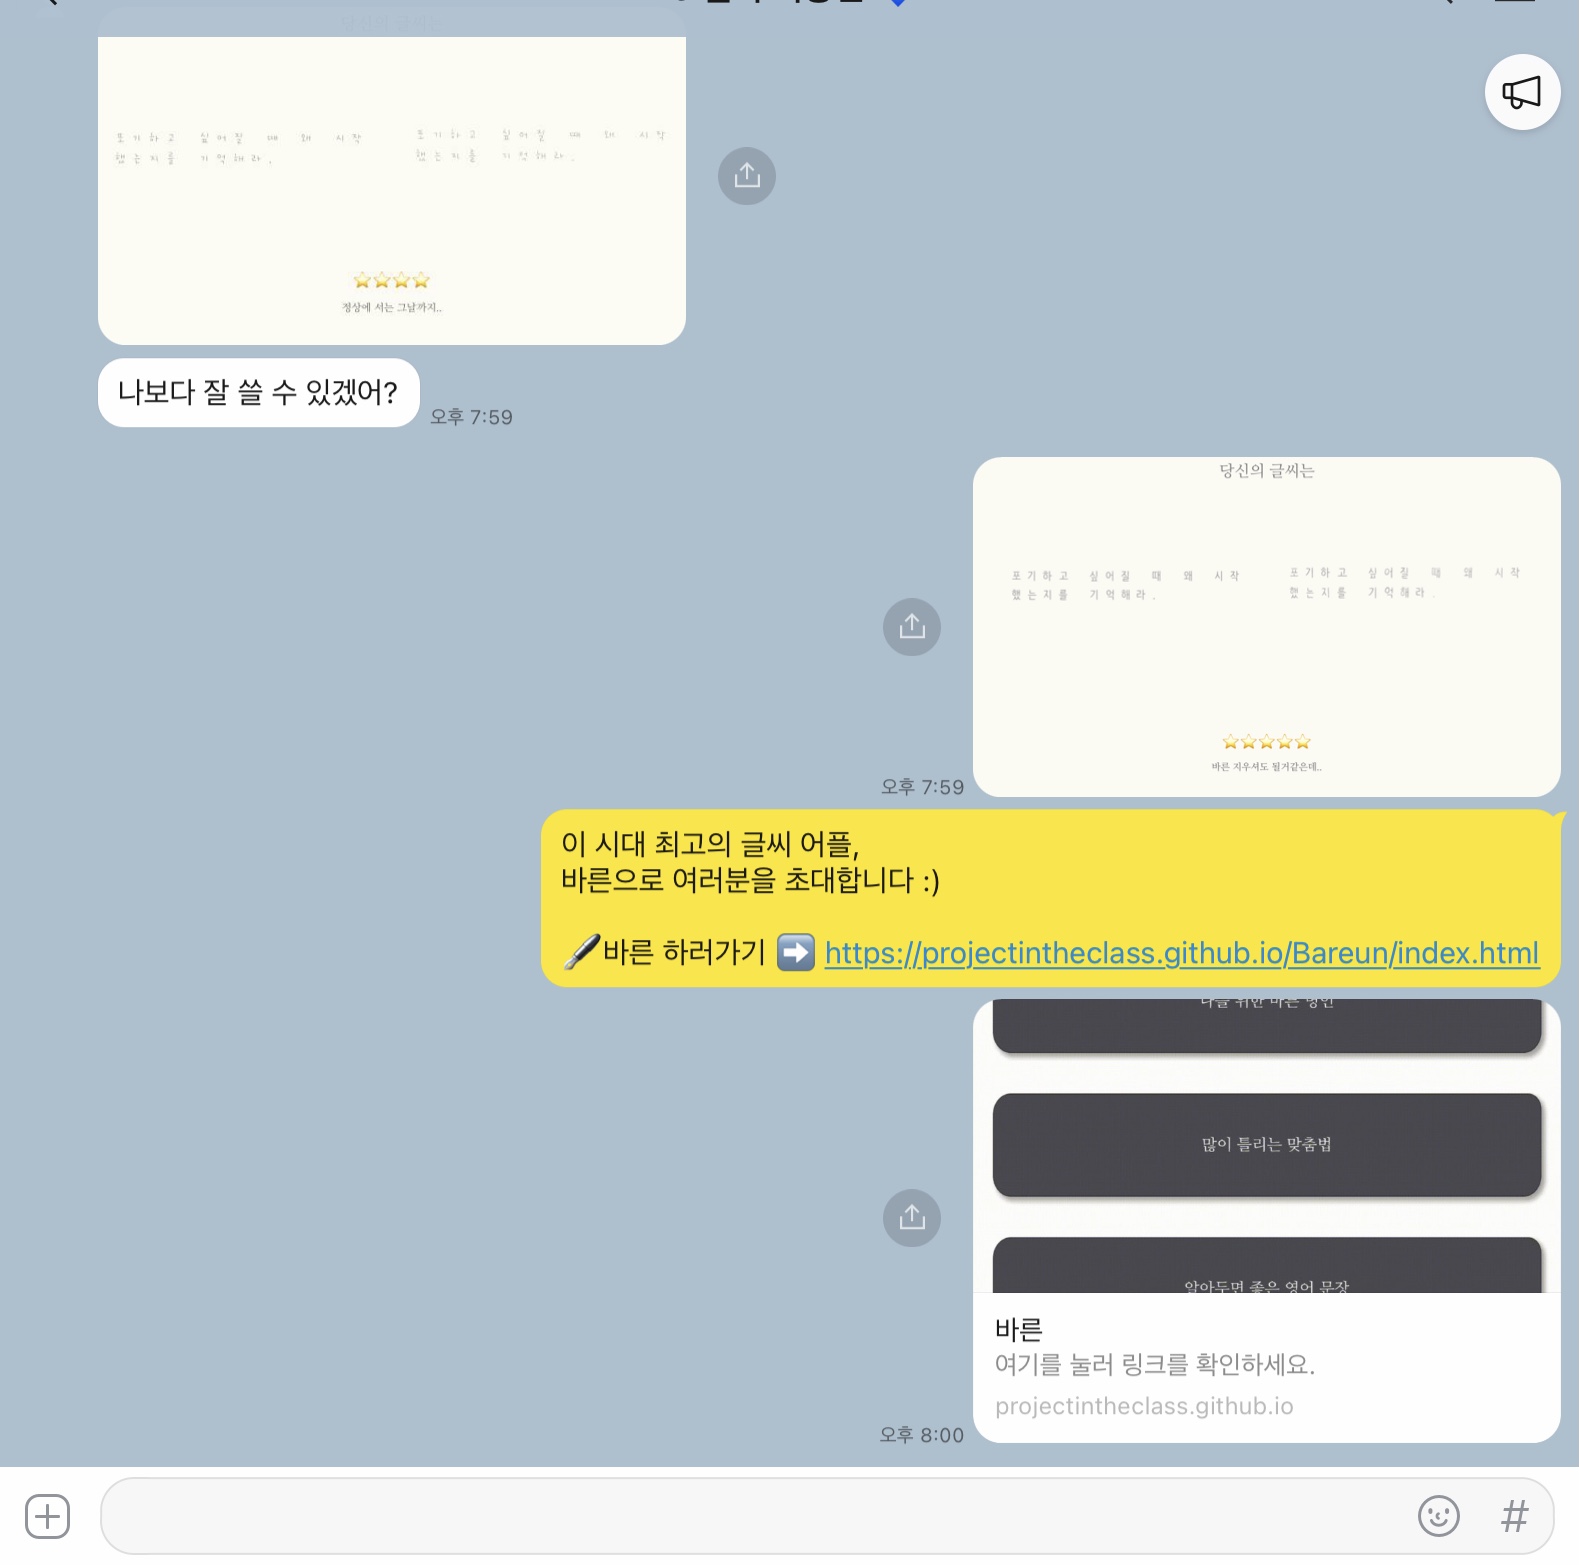 당신의 글씨는
포기하고 싶어질 때 왜 시작
했는지를 기억해라.
포기하고 싶어질 때 왜 시작
했는지를 기억해라.
⭐⭐⭐⭐
정상에 서는 그날까지..
나보다 잘 쓸 수 있겠어?
오후 7:59
당신의 글씨는
포기하고 싶어질 때 왜 시작
했는지를 기억해라.
포기하고 싶어질 때 왜 시작
했는지를 기억해라.
⭐⭐⭐⭐⭐
바른 지우셔도 될거같은데..
오후 7:59
이 시대 최고의 글씨 어플,
바른으로 여러분을 초대합니다 :)
🖌️바른 하러가기 ➡️ https://projectintheclass.github.io/Bareun/index.html
나를 위한 바른 명언
많이 틀리는 맞춤법
알아두면 좋은 영어 문장
바른
여기를 눌러 링크를 확인하세요.
projectintheclass.github.io
오후 8:00
#